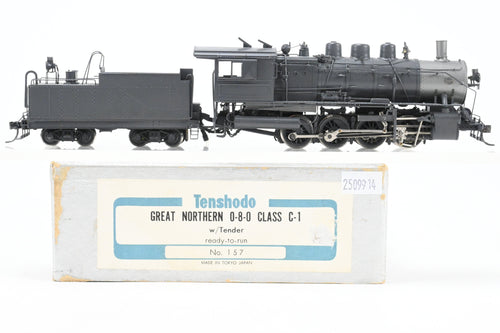 Tenshodo
2509914
GREAT NORTHERN 0-8-0 CLASS C-1
w/Tender
ready-to-run
No. 157
MADE IN TOKYO JAPAN